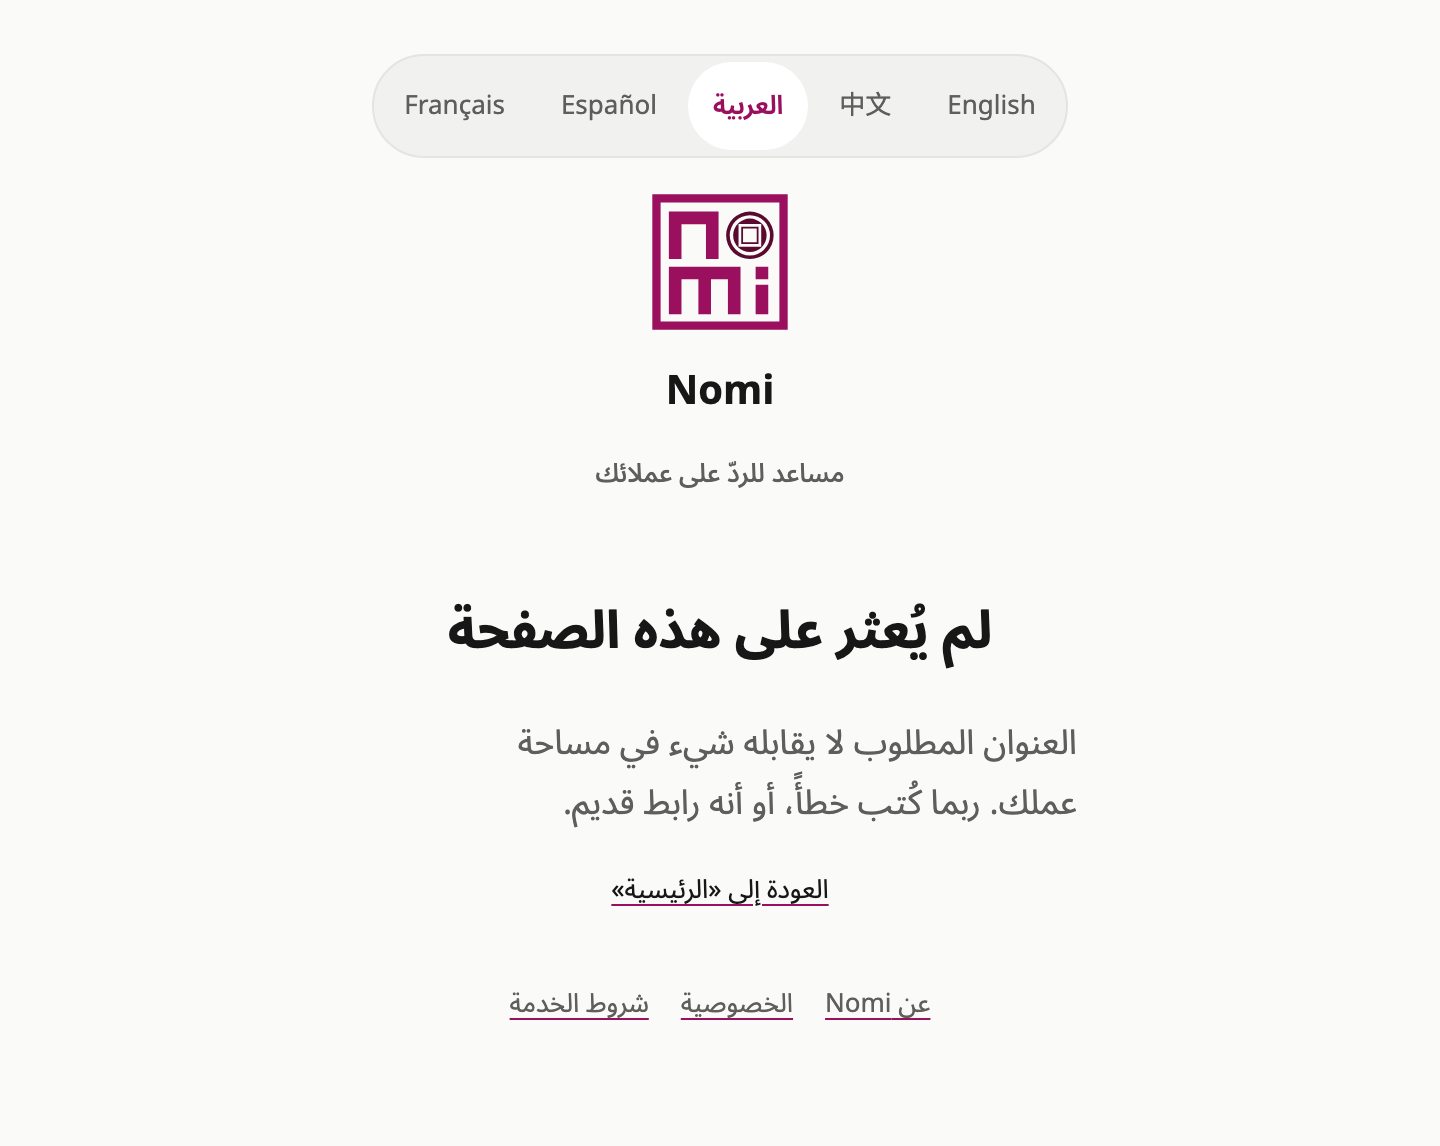 English 中文 العربية Español Français
nomi
Nomi
مساعد للردّ على عملائك
لم يُعثر على هذه الصفحة
العنوان المطلوب لا يقابله شيء في مساحة
عملك. ربما كُتب خطأً، أو أنه رابط قديم.
العودة إلى «الرئيسية»
عن Nomi الخصوصية شروط الخدمة